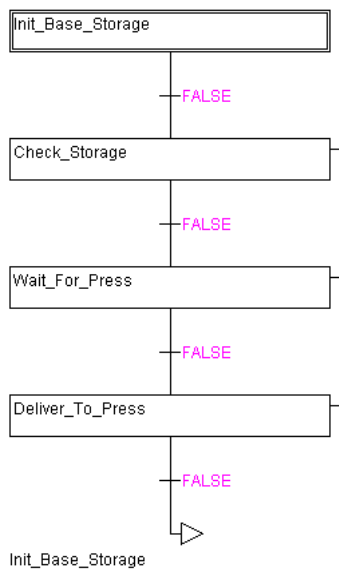 Init_Base_Storage
FALSE
Check_Storage
FALSE
Wait_For_Press
FALSE
Deliver_To_Press
FALSE
Init_Base_Storage